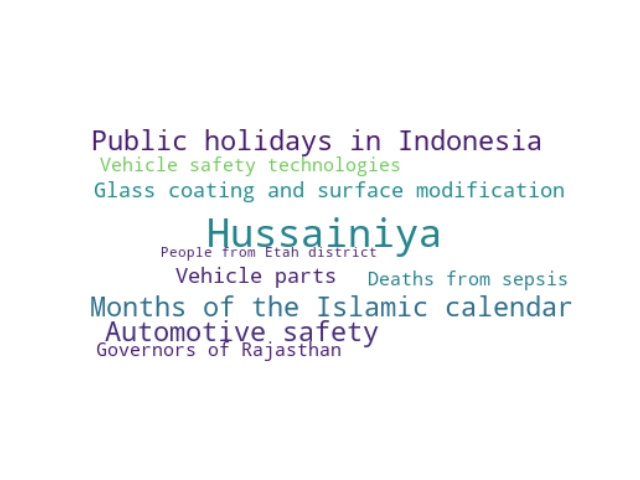 Public holidays in Indonesia
Vehicle safety technologies
Glass coating and surface modification
Hussainiya
People from Etah district
Vehicle parts
Deaths from sepsis
Months of the Islamic calendar
Automotive safety
Governors of Rajasthan